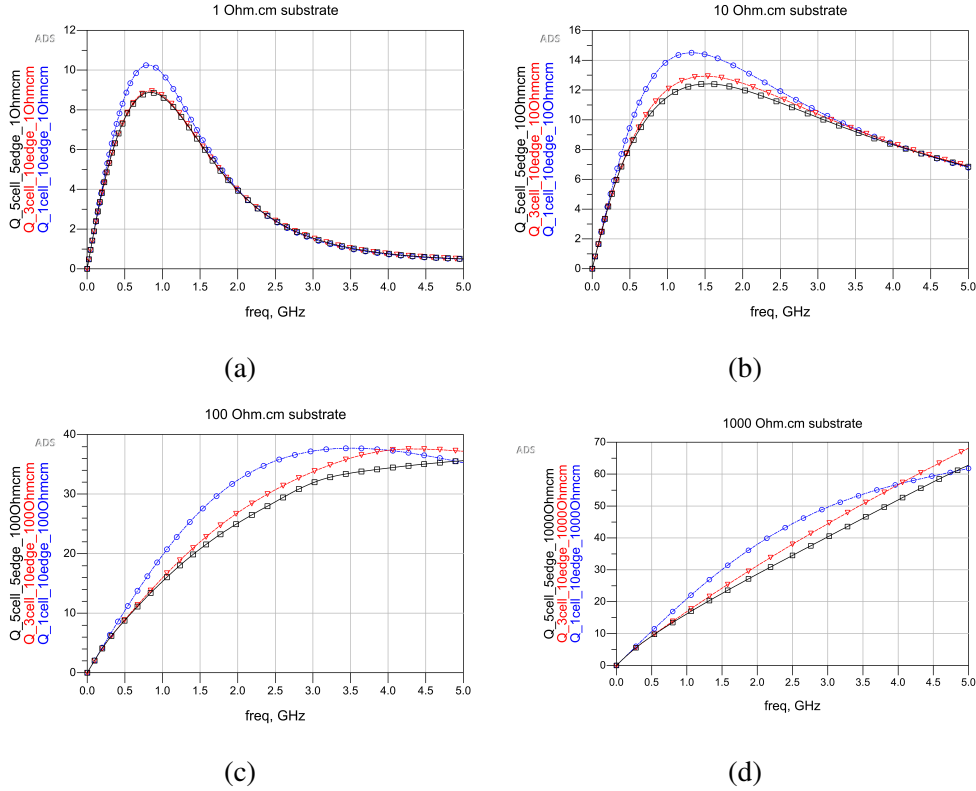 1 Ohm.cm substrate
ADS
Q_5cell_5edge_1Ohmcm
Q_3cell_10edge_1Ohmcm
Q_1cell_10edge_1Ohmcm
12
10
8
6
4
2
0
0.0 0.5 1.0 1.5 2.0 2.5 3.0 3.5 4.0 4.5 5.0
freq, GHz
(a)
10 Ohm.cm substrate
ADS
Q_5cell_5edge_10Ohmcm
Q_3cell_10edge_10Ohmcm
Q_1cell_10edge_10Ohmcm
16
14
12
10
8
6
4
2
0
0.0 0.5 1.0 1.5 2.0 2.5 3.0 3.5 4.0 4.5 5.0
freq, GHz
(b)
100 Ohm.cm substrate
ADS
Q_5cell_5edge_100Ohmcm
Q_3cell_10edge_100Ohmcm
Q_1cell_10edge_100Ohmcm
40
30
20
10
0
0.0 0.5 1.0 1.5 2.0 2.5 3.0 3.5 4.0 4.5 5.0
freq, GHz
(c)
1000 Ohm.cm substrate
ADS
Q_5cell_5edge_1000Ohmcm
Q_3cell_10edge_1000Ohmcm
Q_1cell_10edge_1000Ohmcm
70
60
50
40
30
20
10
0
0.0 0.5 1.0 1.5 2.0 2.5 3.0 3.5 4.0 4.5 5.0
freq, GHz
(d)